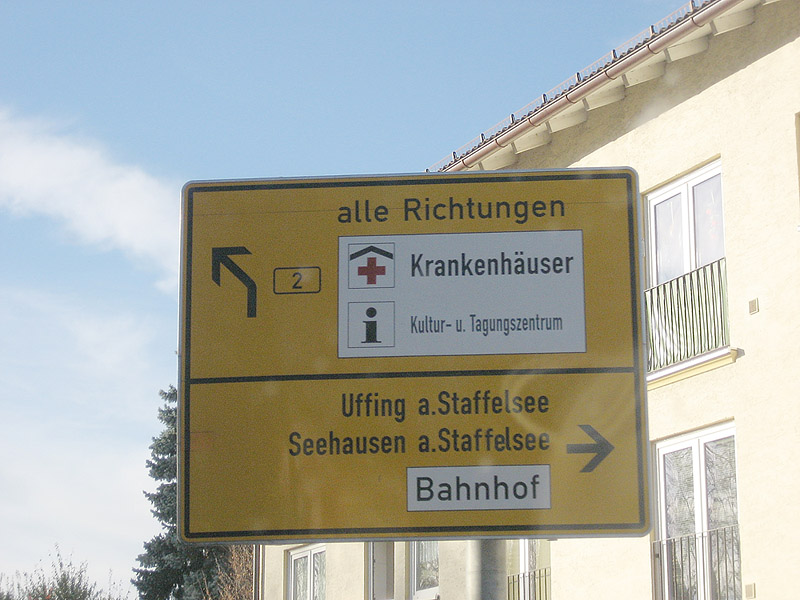 alle Richtungen
2
Krankenhäuser
i
Kultur- u. Tagungszentrum
Uffing a.Staffelsee
Seehausen a.Staffelsee
Bahnhof